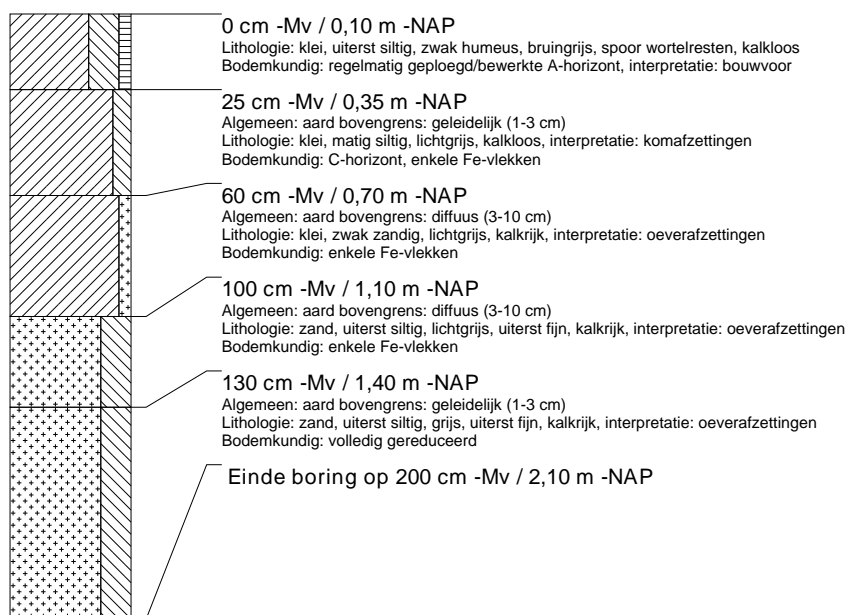 0 cm -Mv / 0,10 m -NAP
Lithologie: klei, uiterst siltig, zwak humeus, bruingrijs, spoor wortelresten, kalkloos
Bodemkundig: regelmatig geploegd/bewerkte A-horizont, interpretatie: bouwvoor
25 cm -Mv / 0,35 m -NAP
Algemeen: aard bovengrens: geleidelijk (1-3 cm)
Lithologie: klei, matig siltig, lichtgrijs, kalkloos, interpretatie: komafzettingen
Bodemkundig: C-horizont, enkele Fe-vlekken
60 cm -Mv / 0,70 m -NAP
Algemeen: aard bovengrens: diffuus (3-10 cm)
Lithologie: klei, zwak zandig, lichtgrijs, kalkrijk, interpretatie: oeverafzettingen
Bodemkundig: enkele Fe-vlekken
100 cm -Mv / 1,10 m -NAP
Algemeen: aard bovengrens: diffuus (3-10 cm)
Lithologie: zand, uiterst siltig, lichtgrijs, uiterst fijn, kalkrijk, interpretatie: oeverafzettingen
Bodemkundig: enkele Fe-vlekken
130 cm -Mv / 1,40 m -NAP
Algemeen: aard bovengrens: geleidelijk (1-3 cm)
Lithologie: zand, uiterst siltig, grijs, uiterst fijn, kalkrijk, interpretatie: oeverafzettingen
Bodemkundig: volledig gereduceerd
Einde boring op 200 cm -Mv / 2,10 m -NAP